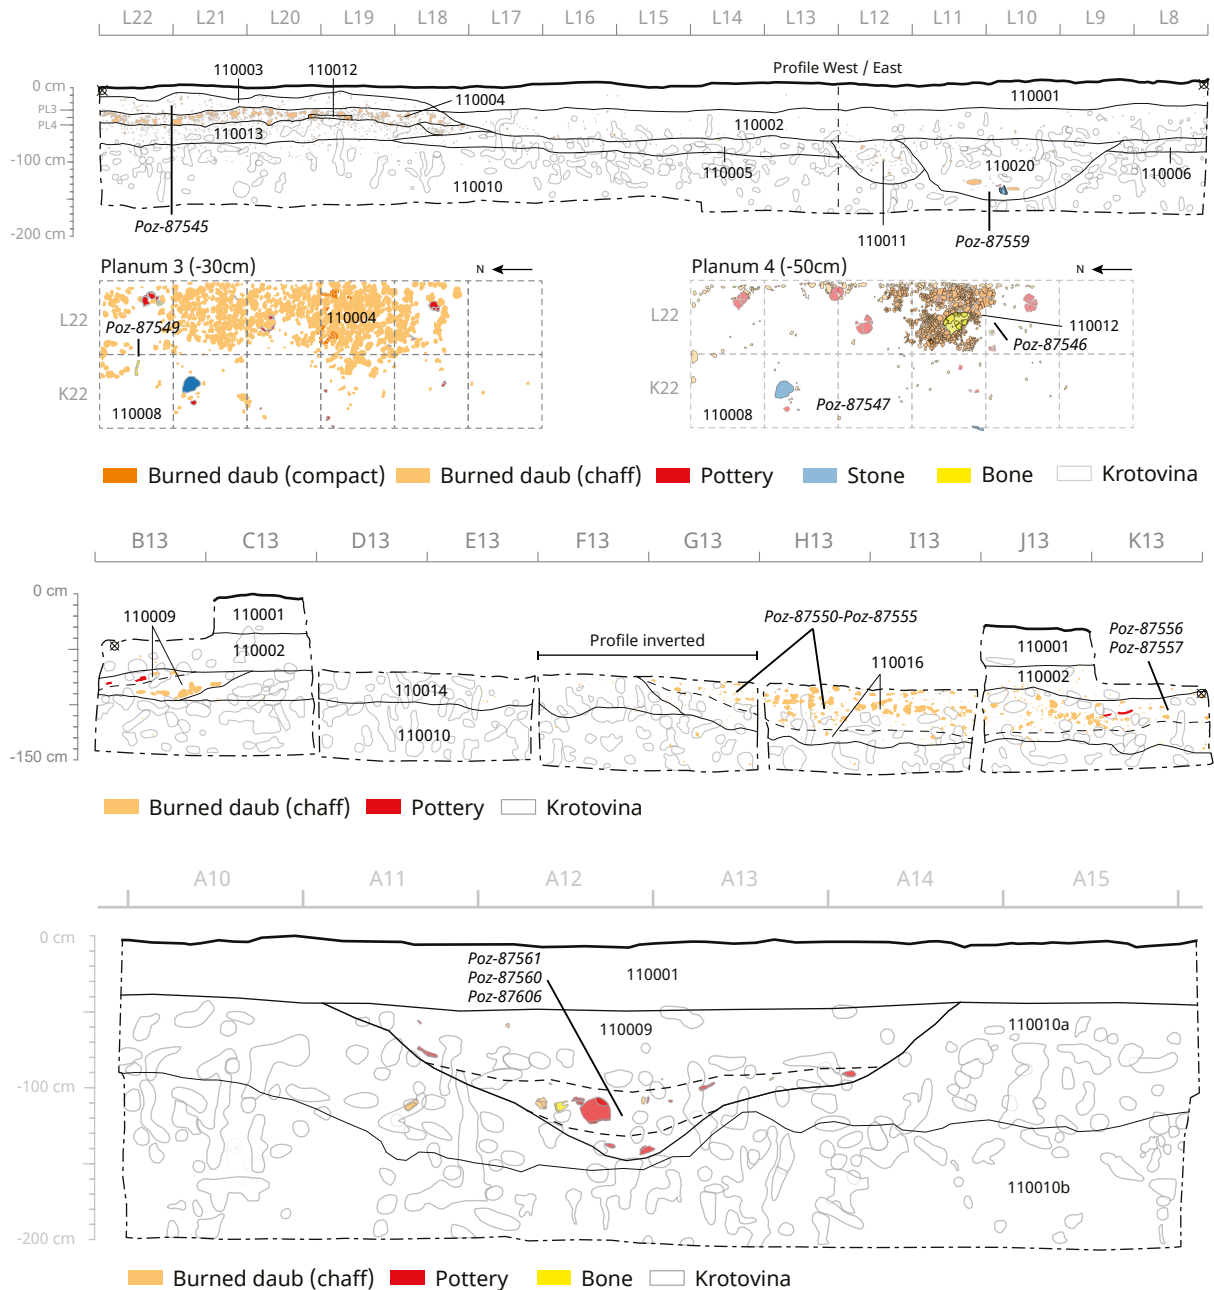 L22 L21 L20 L19 L18 L17 L16 L15 L14 L13 L12 L11 L10 L9 L8
110003 110012 Profile West / East
0 cm 110004 110001
PL3
PL4 110013 110002
-100 cm 110005 110020 110006
110010
Poz-87545 110011 Poz-87559
-200 cm
Planum 3 (-30cm) N Planum 4 (-50cm) N
L22 110004 L22 110012
Poz-87549 Poz-87546
K22 K22
110008 110008 Poz-87547
Burned daub (compact) Burned daub (chaff) Pottery Stone Bone Krotovina
B13 C13 D13 E13 F13 G13 H13 I13 J13 K13
0 cm
110009 110001 Poz-87550-Poz-87555 Poz-87556
Profile inverted 110001 Poz-87557
110002 110016 110002
110014
110010
-150 cm
Burned daub (chaff) Pottery Krotovina
A10 A11 A12 A13 A14 A15
0 cm
Poz-87561
Poz-87560 110001
Poz-87606
110009 110010a
-100 cm
110010b
-200 cm
Burned daub (chaff) Pottery Bone Krotovina